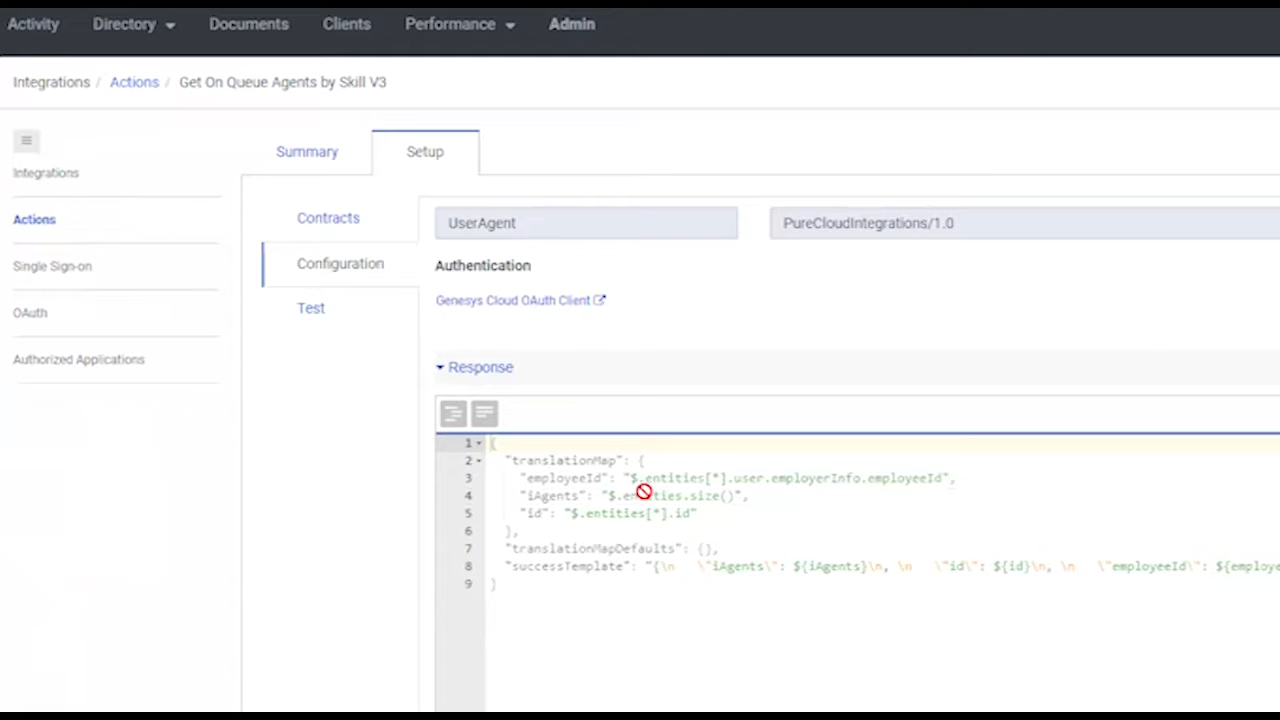 Activity Directory Documents Clients Performance Admin
Integrations / Actions / Get On Queue Agents by Skill V3
Integrations
Actions
Single Sign-on
OAuth
Authorized Applications
Summary Setup
Contracts
Configuration
Test
UserAgent PureCloudIntegrations/1.0
Authentication
Genesys Cloud OAuth Client
Response
1 {
2 "translationMap": {
3 "employeeId": "$.entities[*].user.employerInfo.employeeId",
4 "iAgents": "$.entities.size()",
5 "id": "$.entities[*].id"
6 },
7 "translationMapDefaults": {},
8 "successTemplate": "{\n \"iAgents\": ${iAgents}\n, \n \"id\": ${id}\n, \n \"employeeId\": ${employe
9 }